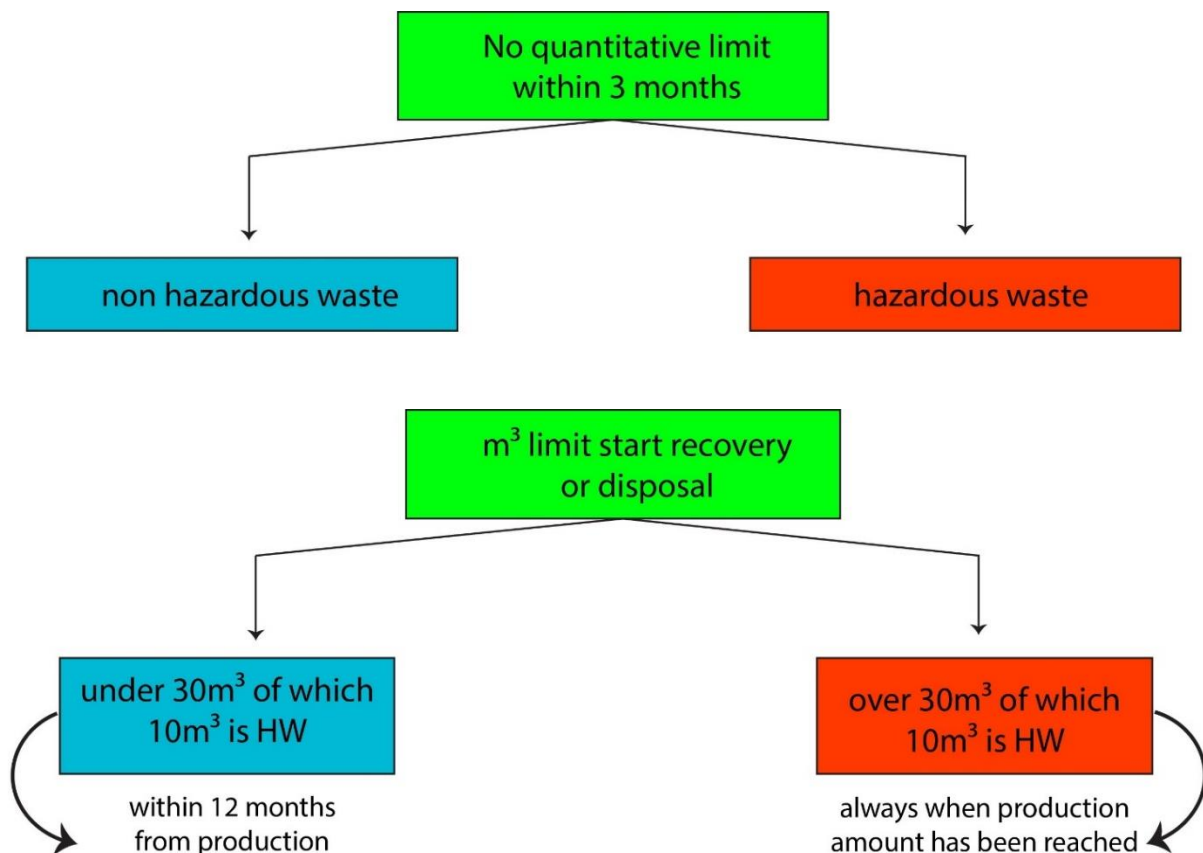 No quantitative limit
within 3 months
non hazardous waste
hazardous waste
m³ limit start recovery
or disposal
under 30m³ of which
10m³ is HW
over 30m³ of which
10m³ is HW
within 12 months
from production
always when production
amount has been reached